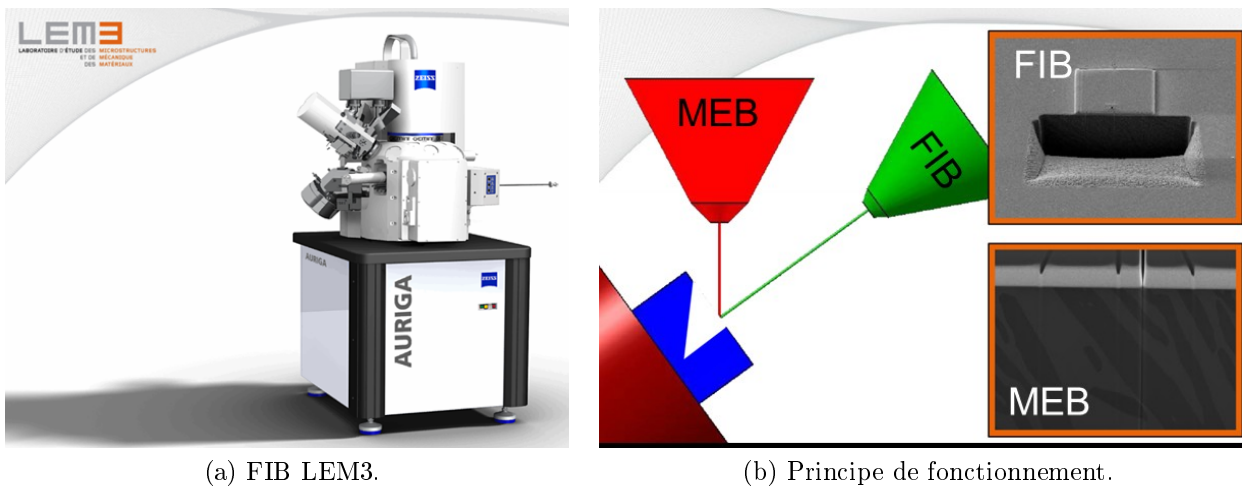 LEM3
LABORATOIRE D'ÉTUDE DES MICROSTRUCTURES
ET DE MÉCANIQUE
DES MATÉRIAUX
ZEISS
AURIGA
AURIGA
ZEISS
MEB
FIB
FIB
MEB
(a) FIB LEM3.
(b) Principe de fonctionnement.